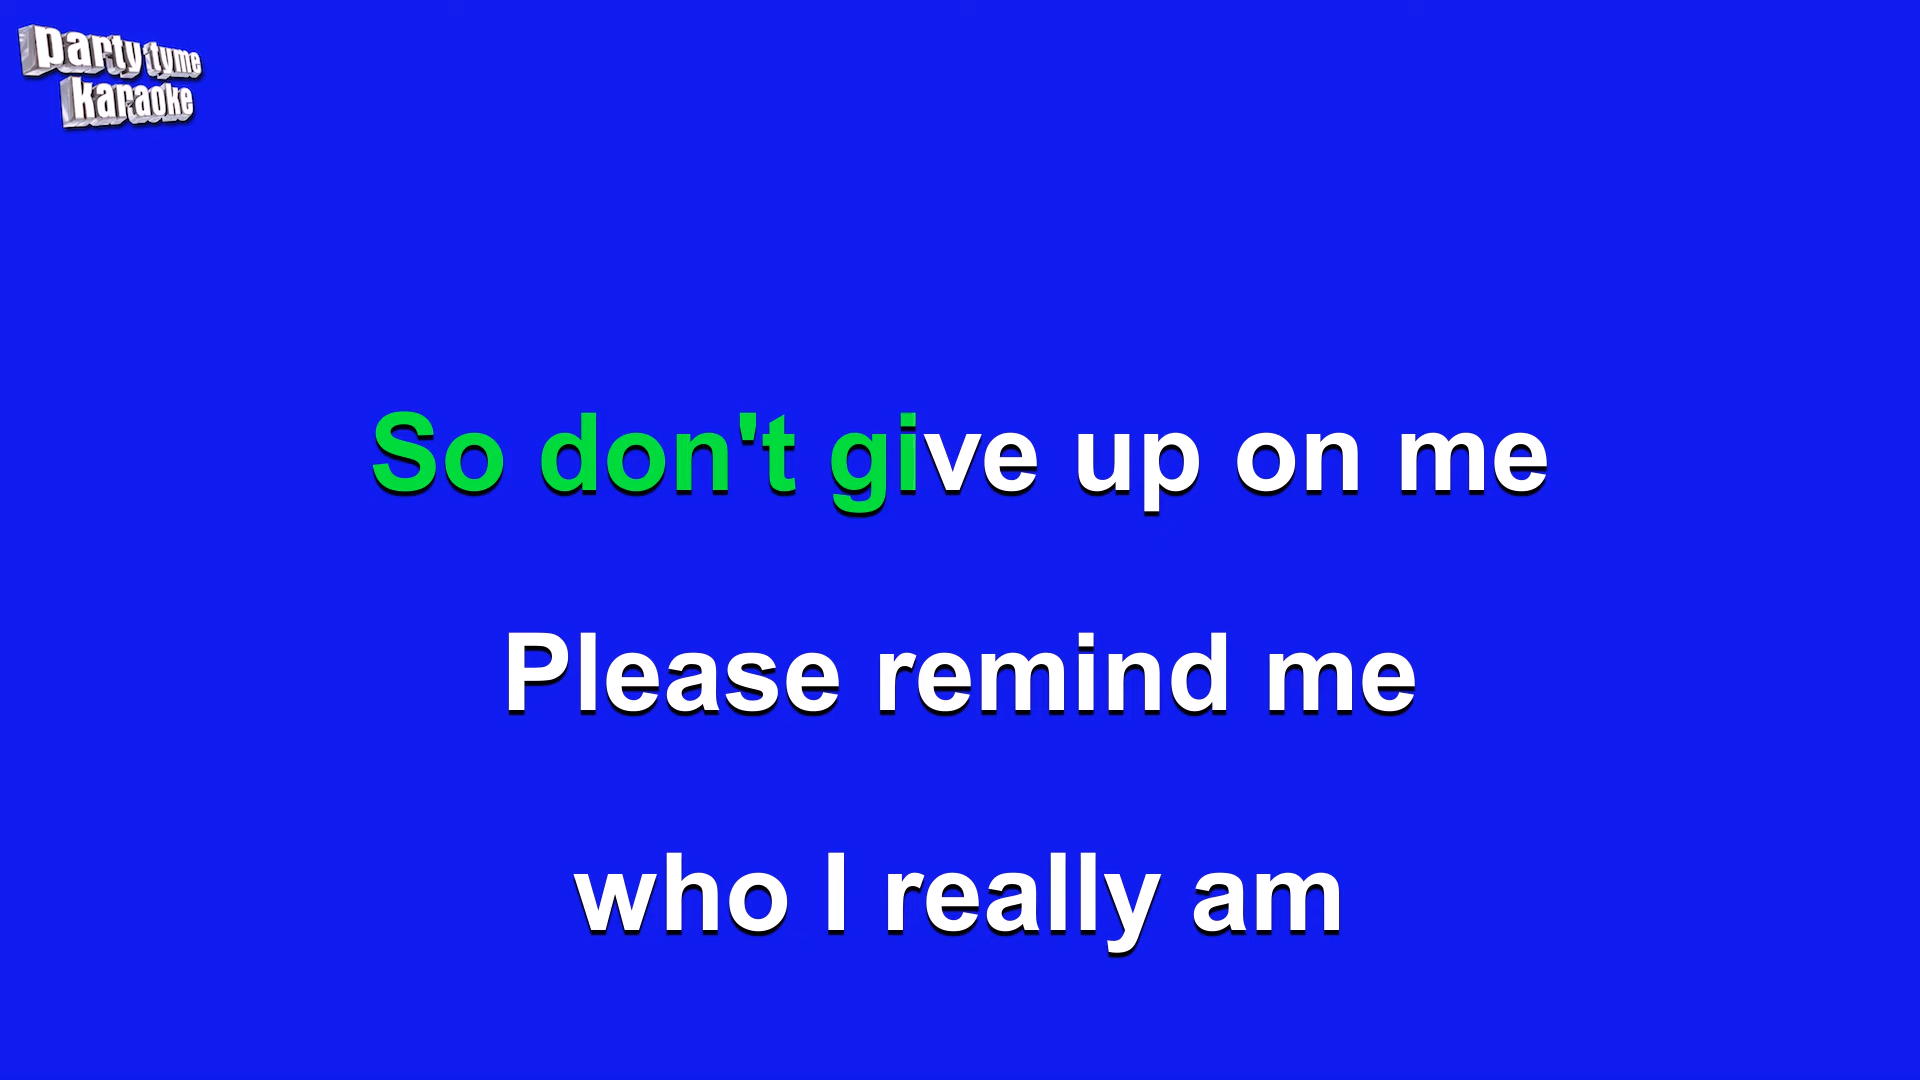 party tyme
karaoke
So don't give up on me
Please remind me
who I really am